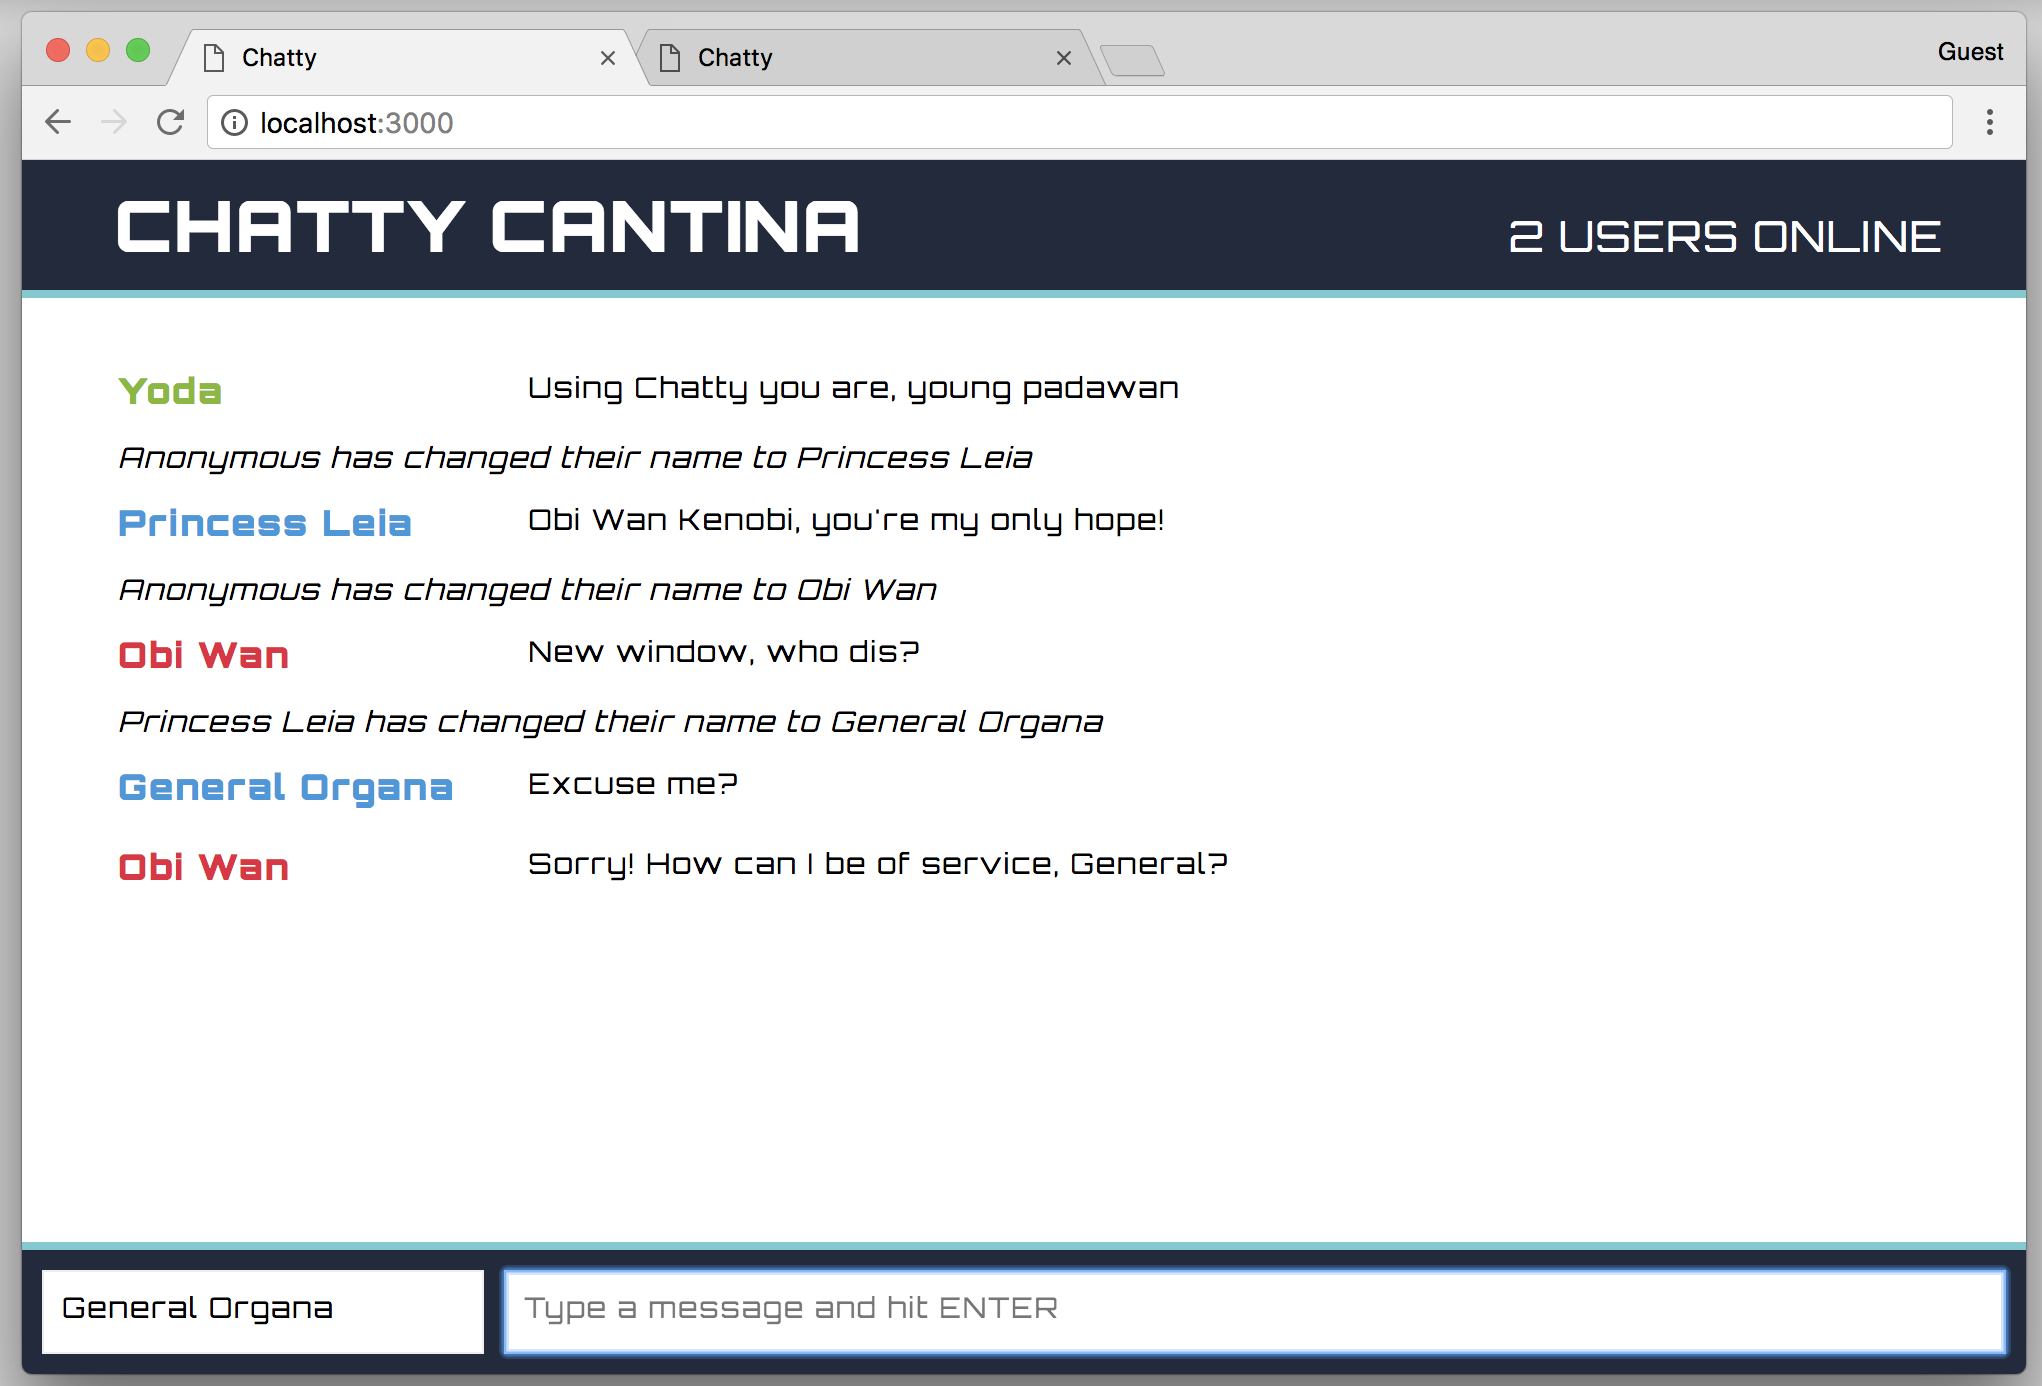 Chatty
Chatty
Guest
localhost:3000
CHATTY CANTINA
2 USERS ONLINE
Yoda Using Chatty you are, young padawan
Anonymous has changed their name to Princess Leia
Princess Leia Obi Wan Kenobi, you're my only hope!
Anonymous has changed their name to Obi Wan
Obi Wan New window, who dis?
Princess Leia has changed their name to General Organa
General Organa Excuse me?
Obi Wan Sorry! How can I be of service, General?
General Organa
Type a message and hit ENTER